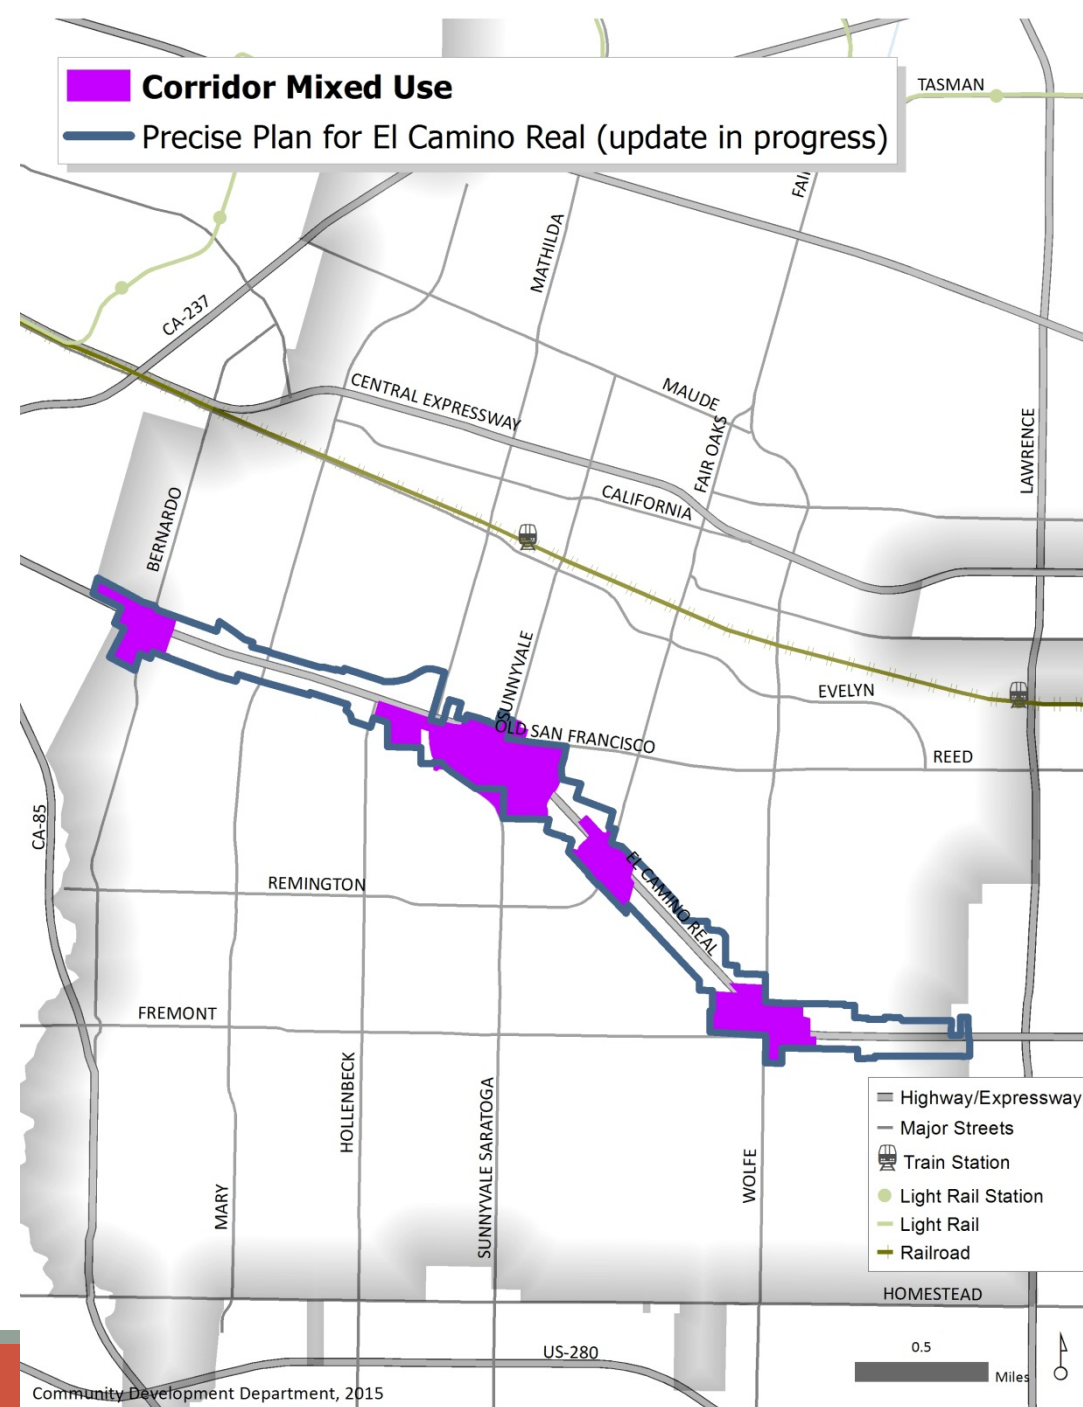 Corridor Mixed Use
Precise Plan for El Camino Real (update in progress)
TASMAN
MATHILDA
CA-237
CENTRAL EXPRESSWAY
MAUDE
FAIR OAKS
LAWRENCE
CALIFORNIA
BERNARDO
SUNNYVALE
EVELYN
OLD SAN FRANCISCO
REED
CA-85
EL CAMINO REAL
REMINGTON
FREMONT
HOLLENBECK
SUNNYVALE SARATOGA
WOLFE
MARY
Highway/Expressway
Major Streets
Train Station
Light Rail Station
Light Rail
Railroad
HOMESTEAD
US-280
0.5
Miles
Community Development Department, 2015